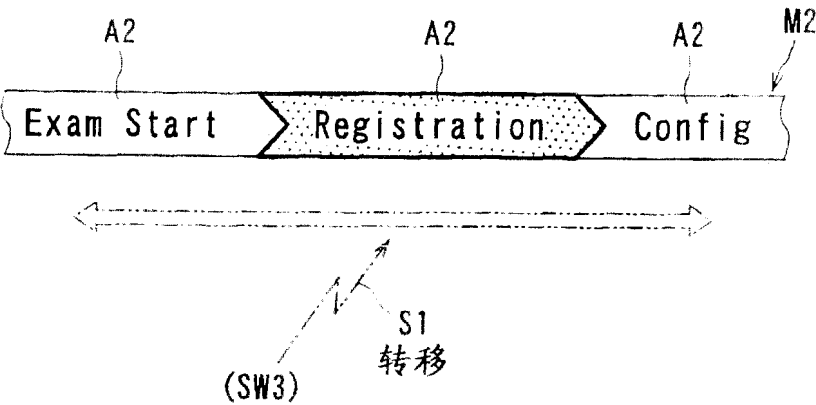 A2 A2 A2 M2
Exam Start Registration Config
S1
转移
(SW3)